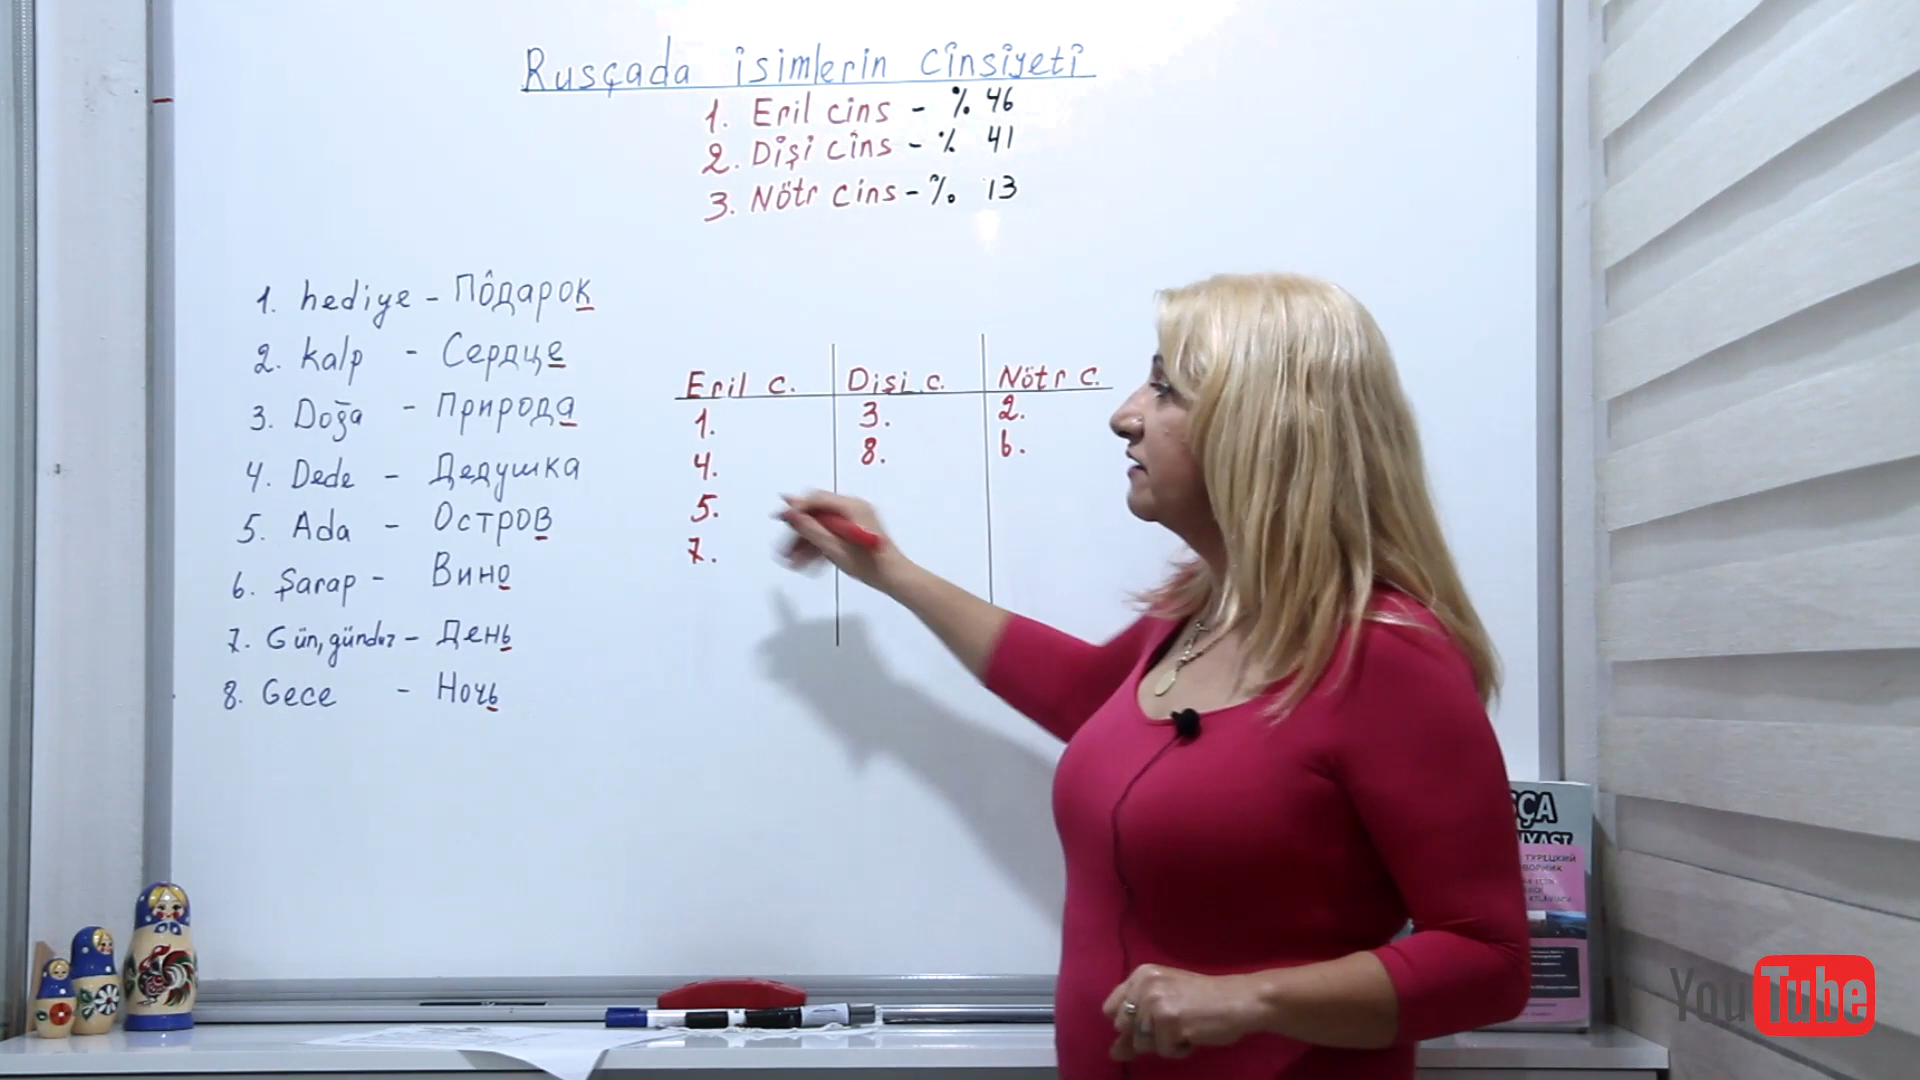 Rusçada isimlerin cinsiyeti
1. Eril cins - % 46
2. Dişi cins - % 41
3. Nötr cins - % 13
1. hediye - Подарок
2. Kalp - Сердце
3. Doğa - Природа
4. Dede - Дедушка
5. Ada - Остров
6. Şarap - Вино
7. Gün, gündüz - День
8. Gece - Ночь
Eril c. Dişi c. Nötr c.
1. 3. 2.
4. 8. 6.
5.
7.
ТУРЕЦКИЙ
YouTube